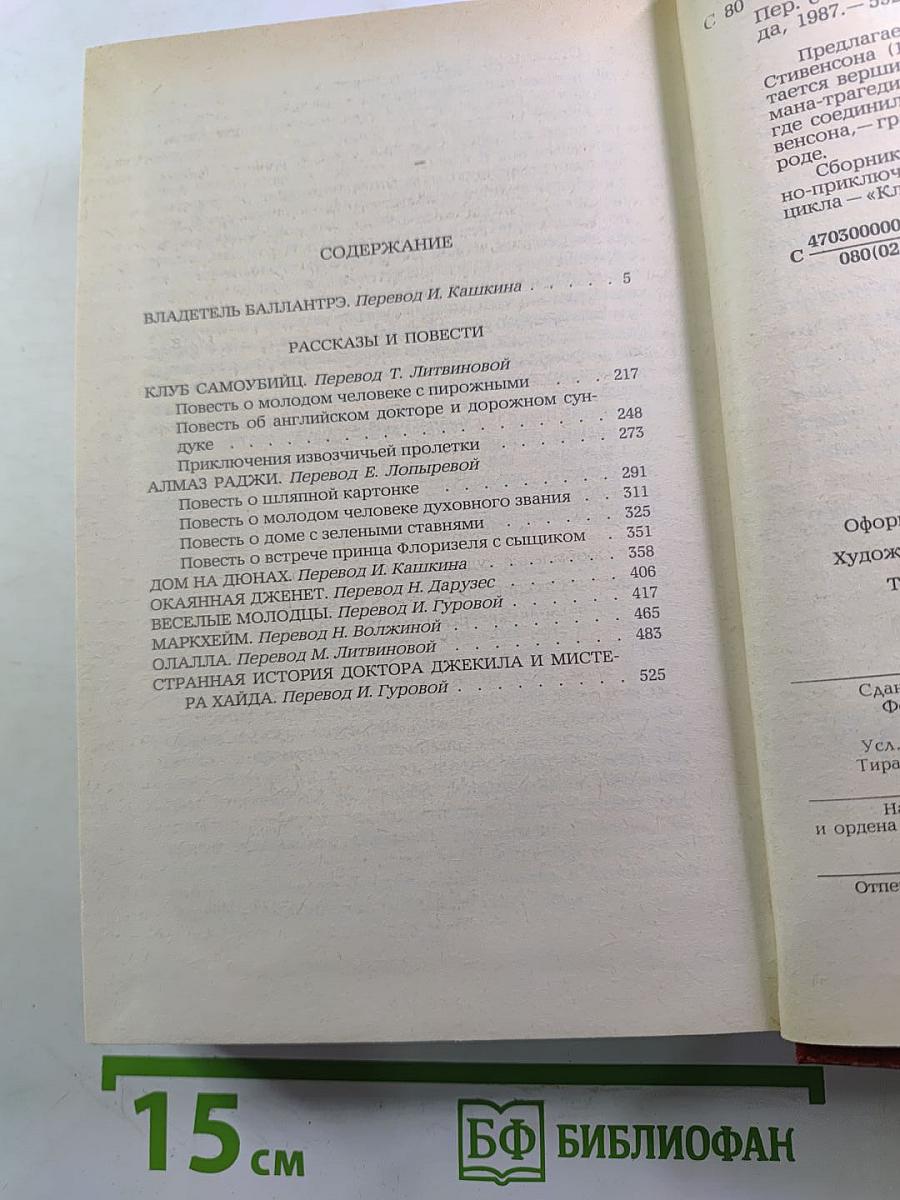 СОДЕРЖАНИЕ
ВЛАДЕТЕЛЬ БАЛЛАНТРЭ. Перевод И. Кашкина . . . . . 5
РАССКАЗЫ И ПОВЕСТИ
КЛУБ САМОУБИЙЦ. Перевод Т. Литвиновой
Повесть о молодом человеке с пирожными . . . 217
Повесть об английском докторе и дорожном сун-
дуке . . . . . . . . . . . . . . . . 248
Приключения извозчичьей пролетки . . . . . . 273
АЛМАЗ РАДЖИ. Перевод Е. Лопыревой
Повесть о шляпной картонке . . . . . . . . . 291
Повесть о молодом человеке духовного звания . . 311
Повесть о доме с зелеными ставнями . . . . . . 325
Повесть о встрече принца Флоризеля с сыщиком . 351
ДОМ НА ДЮНАХ. Перевод И. Кашкина . . . . . . . 358
ОКАЯННАЯ ДЖЕНЕТ. Перевод Н. Дарузес . . . . . . 406
ВЕСЕЛЫЕ МОЛОДЦЫ. Перевод И. Гуровой . . . . . . 417
МАРКХЕЙМ. Перевод Н. Волжиной . . . . . . . . 465
ОЛАЛЛА. Перевод М. Литвиновой . . . . . . . . 483
СТРАННАЯ ИСТОРИЯ ДОКТОРА ДЖЕКИЛА И МИСТЕ-
РА ХАЙДА. Перевод И. Гуровой . . . . . . . . . 525
С 80
Пер.
да, 1987.—
Предлагае
Стивенсона (
тается верши
мана-трагеди
где соединил
венсона,— гр
роде.
Сборник
но-приключ
цикла — «Кл
С 470300000
080(02
Оформ
Худож
Т
Сдан
Фо
Усл.
Тира
На
и ордена
Отпе
15 см
БФ БИБЛИОФАН